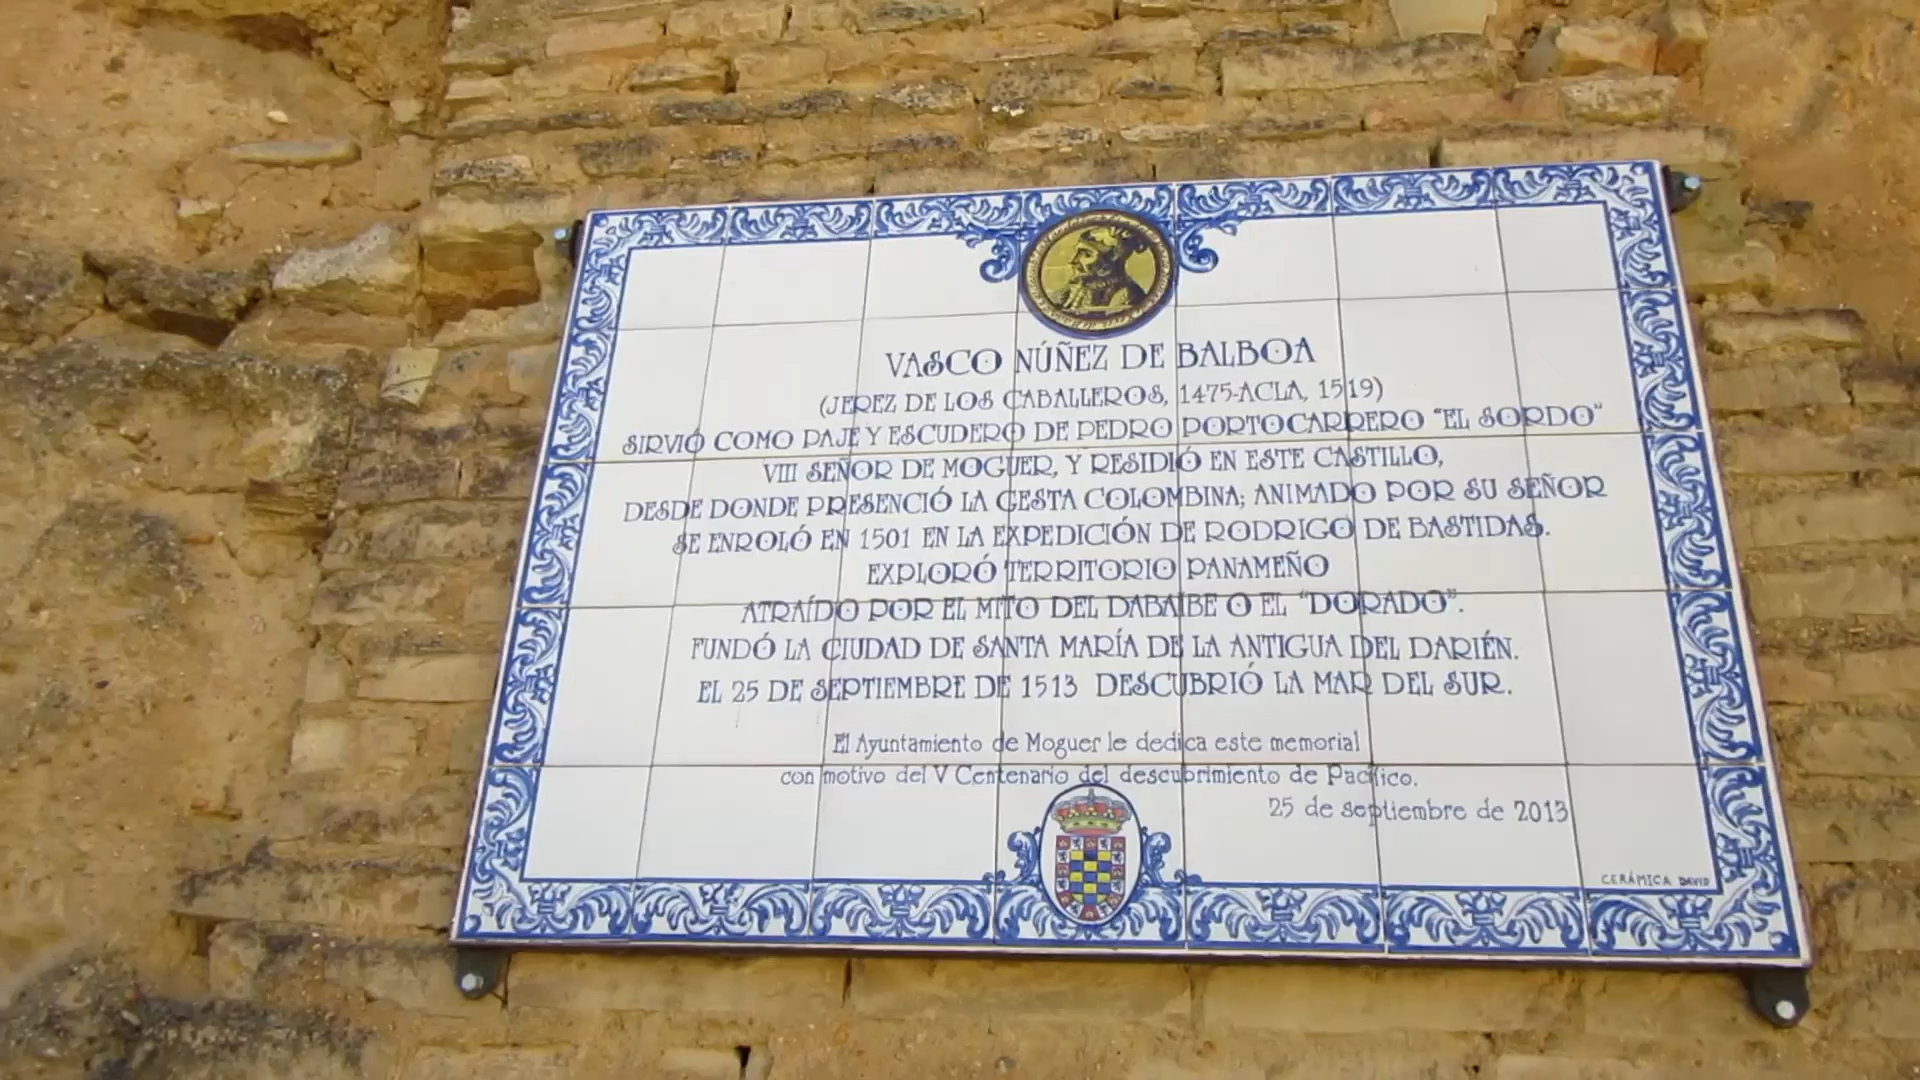 VASCO NÚÑEZ DE BALBOA
(JEREZ DE LOS CABALLEROS, 1475-ACLA, 1519)
SIRVIÓ COMO PAJE Y ESCUDERO DE PEDRO PORTOCARRERO "EL SORDO"
VIII SEÑOR DE MOGUER, Y RESIDIÓ EN ESTE CASTILLO,
DESDE DONDE PRESENCIÓ LA GESTA COLOMBINA; ANIMADO POR SU SEÑOR
SE ENROLÓ EN 1501 EN LA EXPEDICIÓN DE RODRIGO DE BASTIDAS.
EXPLORÓ TERRITORIO PANAMEÑO
ATRAÍDO POR EL MITO DEL DABAIBE O EL "DORADO".
FUNDÓ LA CIUDAD DE SANTA MARÍA DE LA ANTIGUA DEL DARIÉN.
EL 25 DE SEPTIEMBRE DE 1513 DESCUBRIÓ LA MAR DEL SUR.
El Ayuntamiento de Moguer le dedica este memorial
con motivo del V Centenario del descubrimiento de Pacífico.
25 de septiembre de 2013
CERÁMICA DAVID